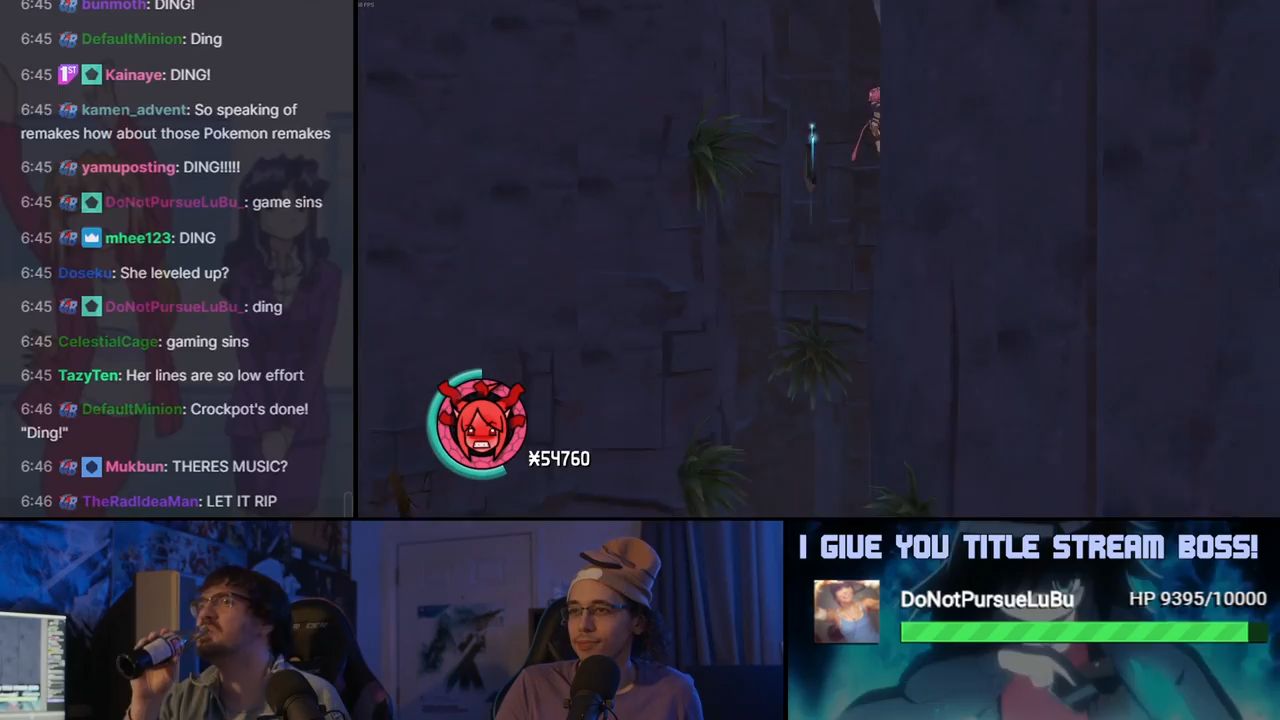 6:45 bunmoth: DING!
6:45 DefaultMinion: Ding
6:45 1ST Kainaye: DING!
6:45 kamen_advent: So speaking of
remakes how about those Pokemon remakes
6:45 yamuposting: DING!!!!!
6:45 DoNotPursueLuBu_: game sins
6:45 mhee123: DING
6:45 Doseku: She leveled up?
6:45 DoNotPursueLuBu_: ding
6:45 CelestialCage: gaming sins
6:45 TazyTen: Her lines are so low effort
6:46 DefaultMinion: Crockpot's done!
"Ding!"
6:46 Mukbun: THERES MUSIC?
6:46 TheRadIdeaMan: LET IT RIP
54760
I GIVE YOU TITLE STREAM BOSS!
DoNotPursueLuBu HP 9395/10000